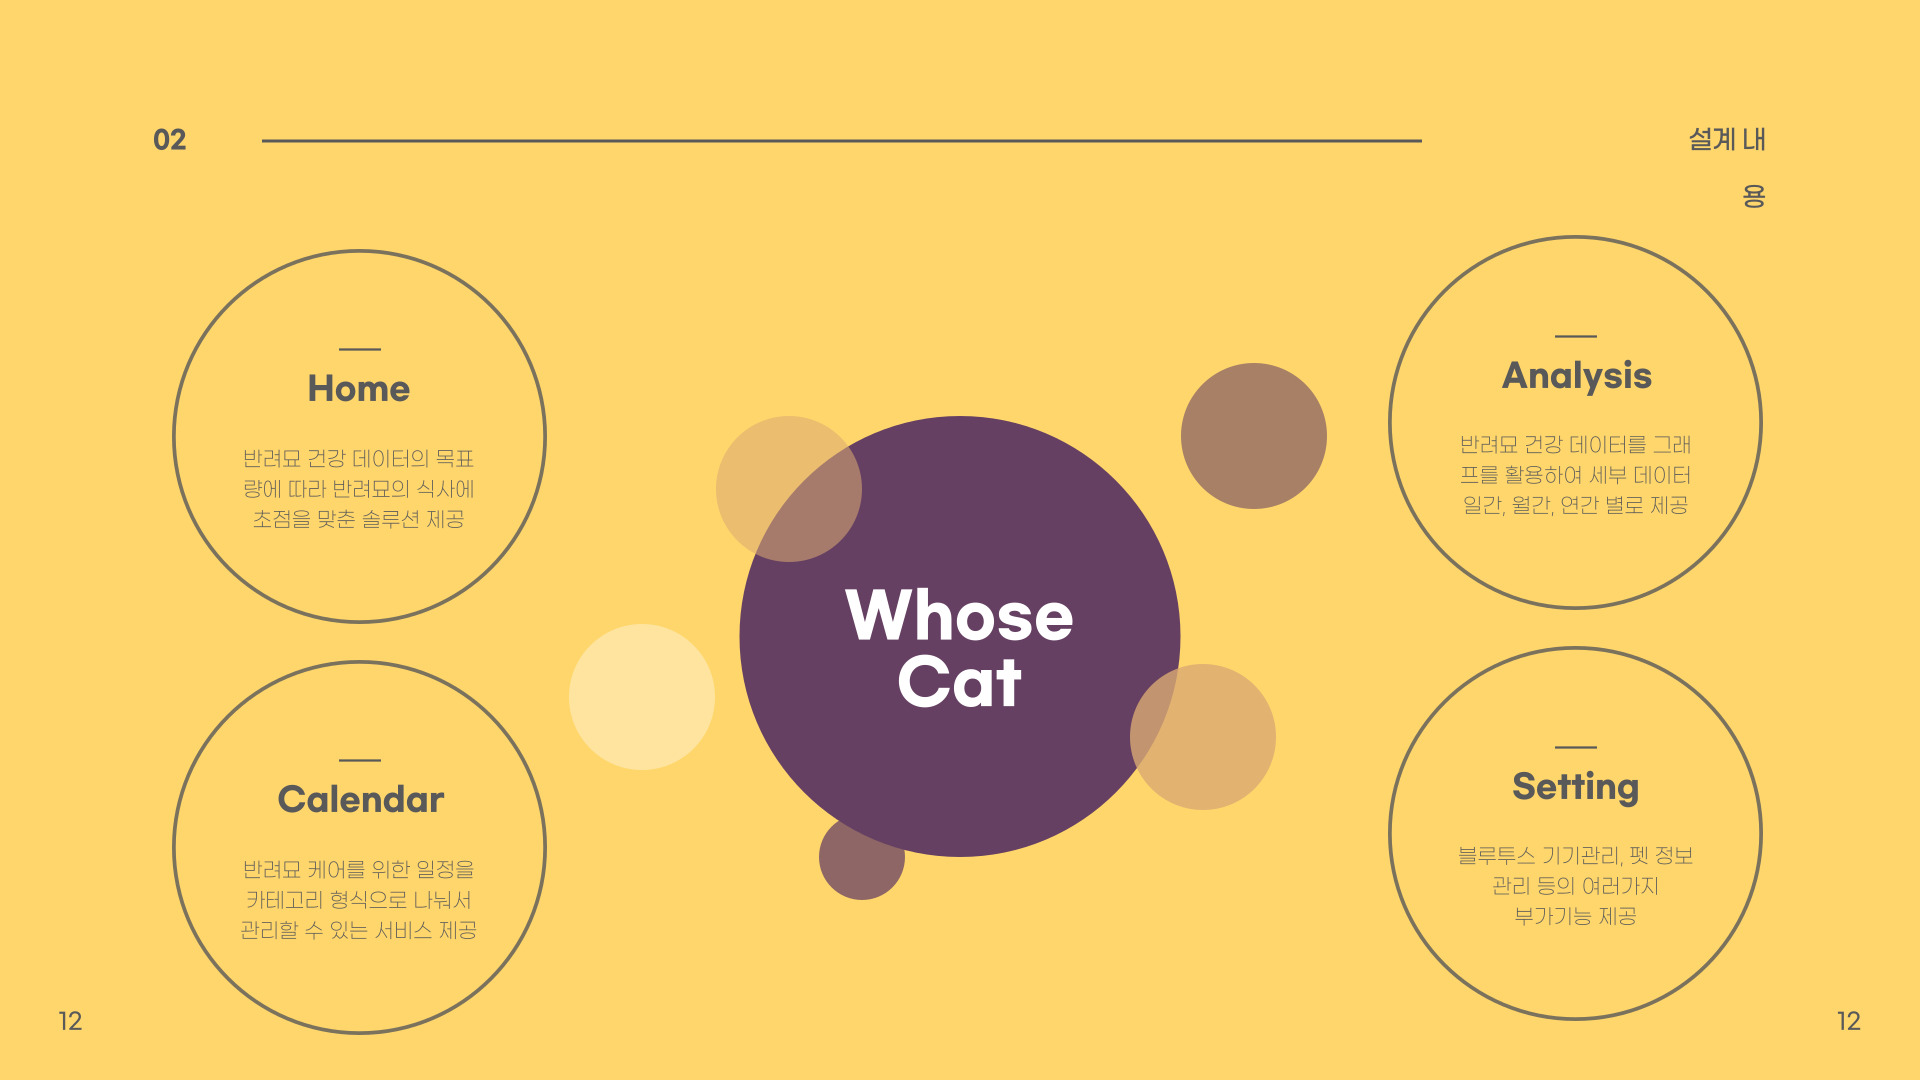 02
설계 내
용
Home
반려묘 건강 데이터의 목표
량에 따라 반려묘의 식사에
초점을 맞춘 솔루션 제공
Analysis
반려묘 건강 데이터를 그래
프를 활용하여 세부 데이터
일간, 월간, 연간 별로 제공
Whose
Cat
Calendar
반려묘 케어를 위한 일정을
카테고리 형식으로 나눠서
관리할 수 있는 서비스 제공
Setting
블루투스 기기관리, 펫 정보
관리 등의 여러가지
부가기능 제공
12
12